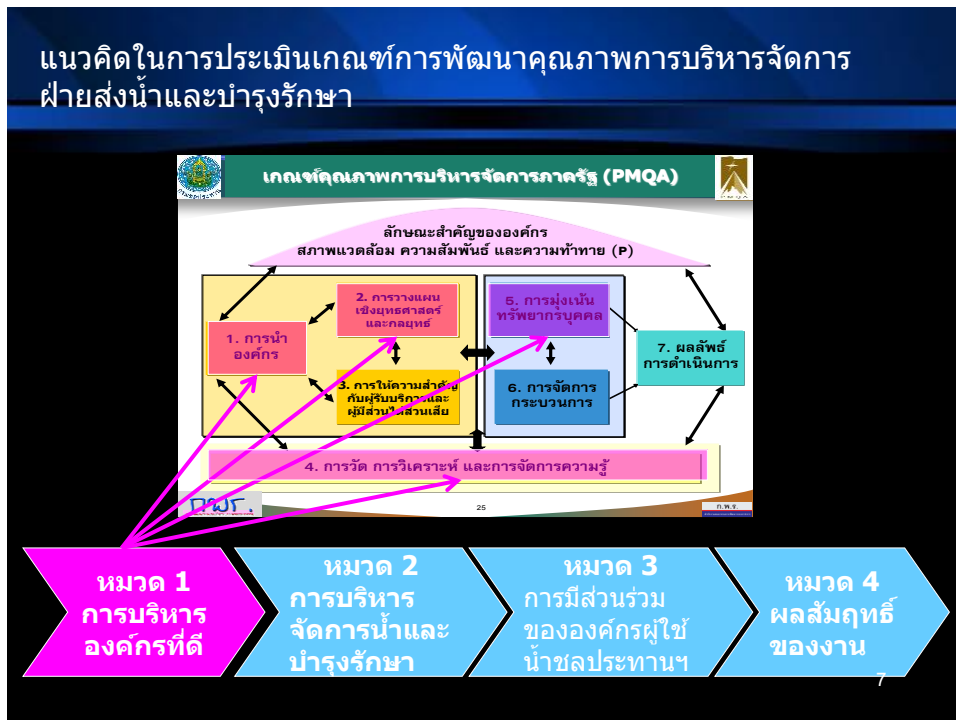 แนวคิดในการประเมินเกณฑ์การพัฒนาคุณภาพการบริหารจัดการ
ฝ่ายส่งน้ำและบำรุงรักษา
เกณฑ์คุณภาพการบริหารจัดการภาครัฐ (PMQA)
ลักษณะสำคัญขององค์กร
สภาพแวดล้อม ความสัมพันธ์ และความท้าทาย (P)
2. การวางแผน
เชิงยุทธศาสตร์
และกลยุทธ์
5. การมุ่งเน้น
ทรัพยากรบุคคล
1. การนำ
องค์กร
7. ผลลัพธ์
การดำเนินการ
3. การให้ความสำคัญ
กับผู้รับบริการและ
ผู้มีส่วนได้ส่วนเสีย
6. การจัดการ
กระบวนการ
4. การวัด การวิเคราะห์ และการจัดการความรู้
กพร.
25
ก.พ.ร.
หมวด 1
การบริหาร
องค์กรที่ดี
หมวด 2
การบริหาร
จัดการน้ำและ
บำรุงรักษา
หมวด 3
การมีส่วนร่วม
ขององค์กรผู้ใช้
น้ำชลประทานฯ
หมวด 4
ผลสัมฤทธิ์
ของงาน
7